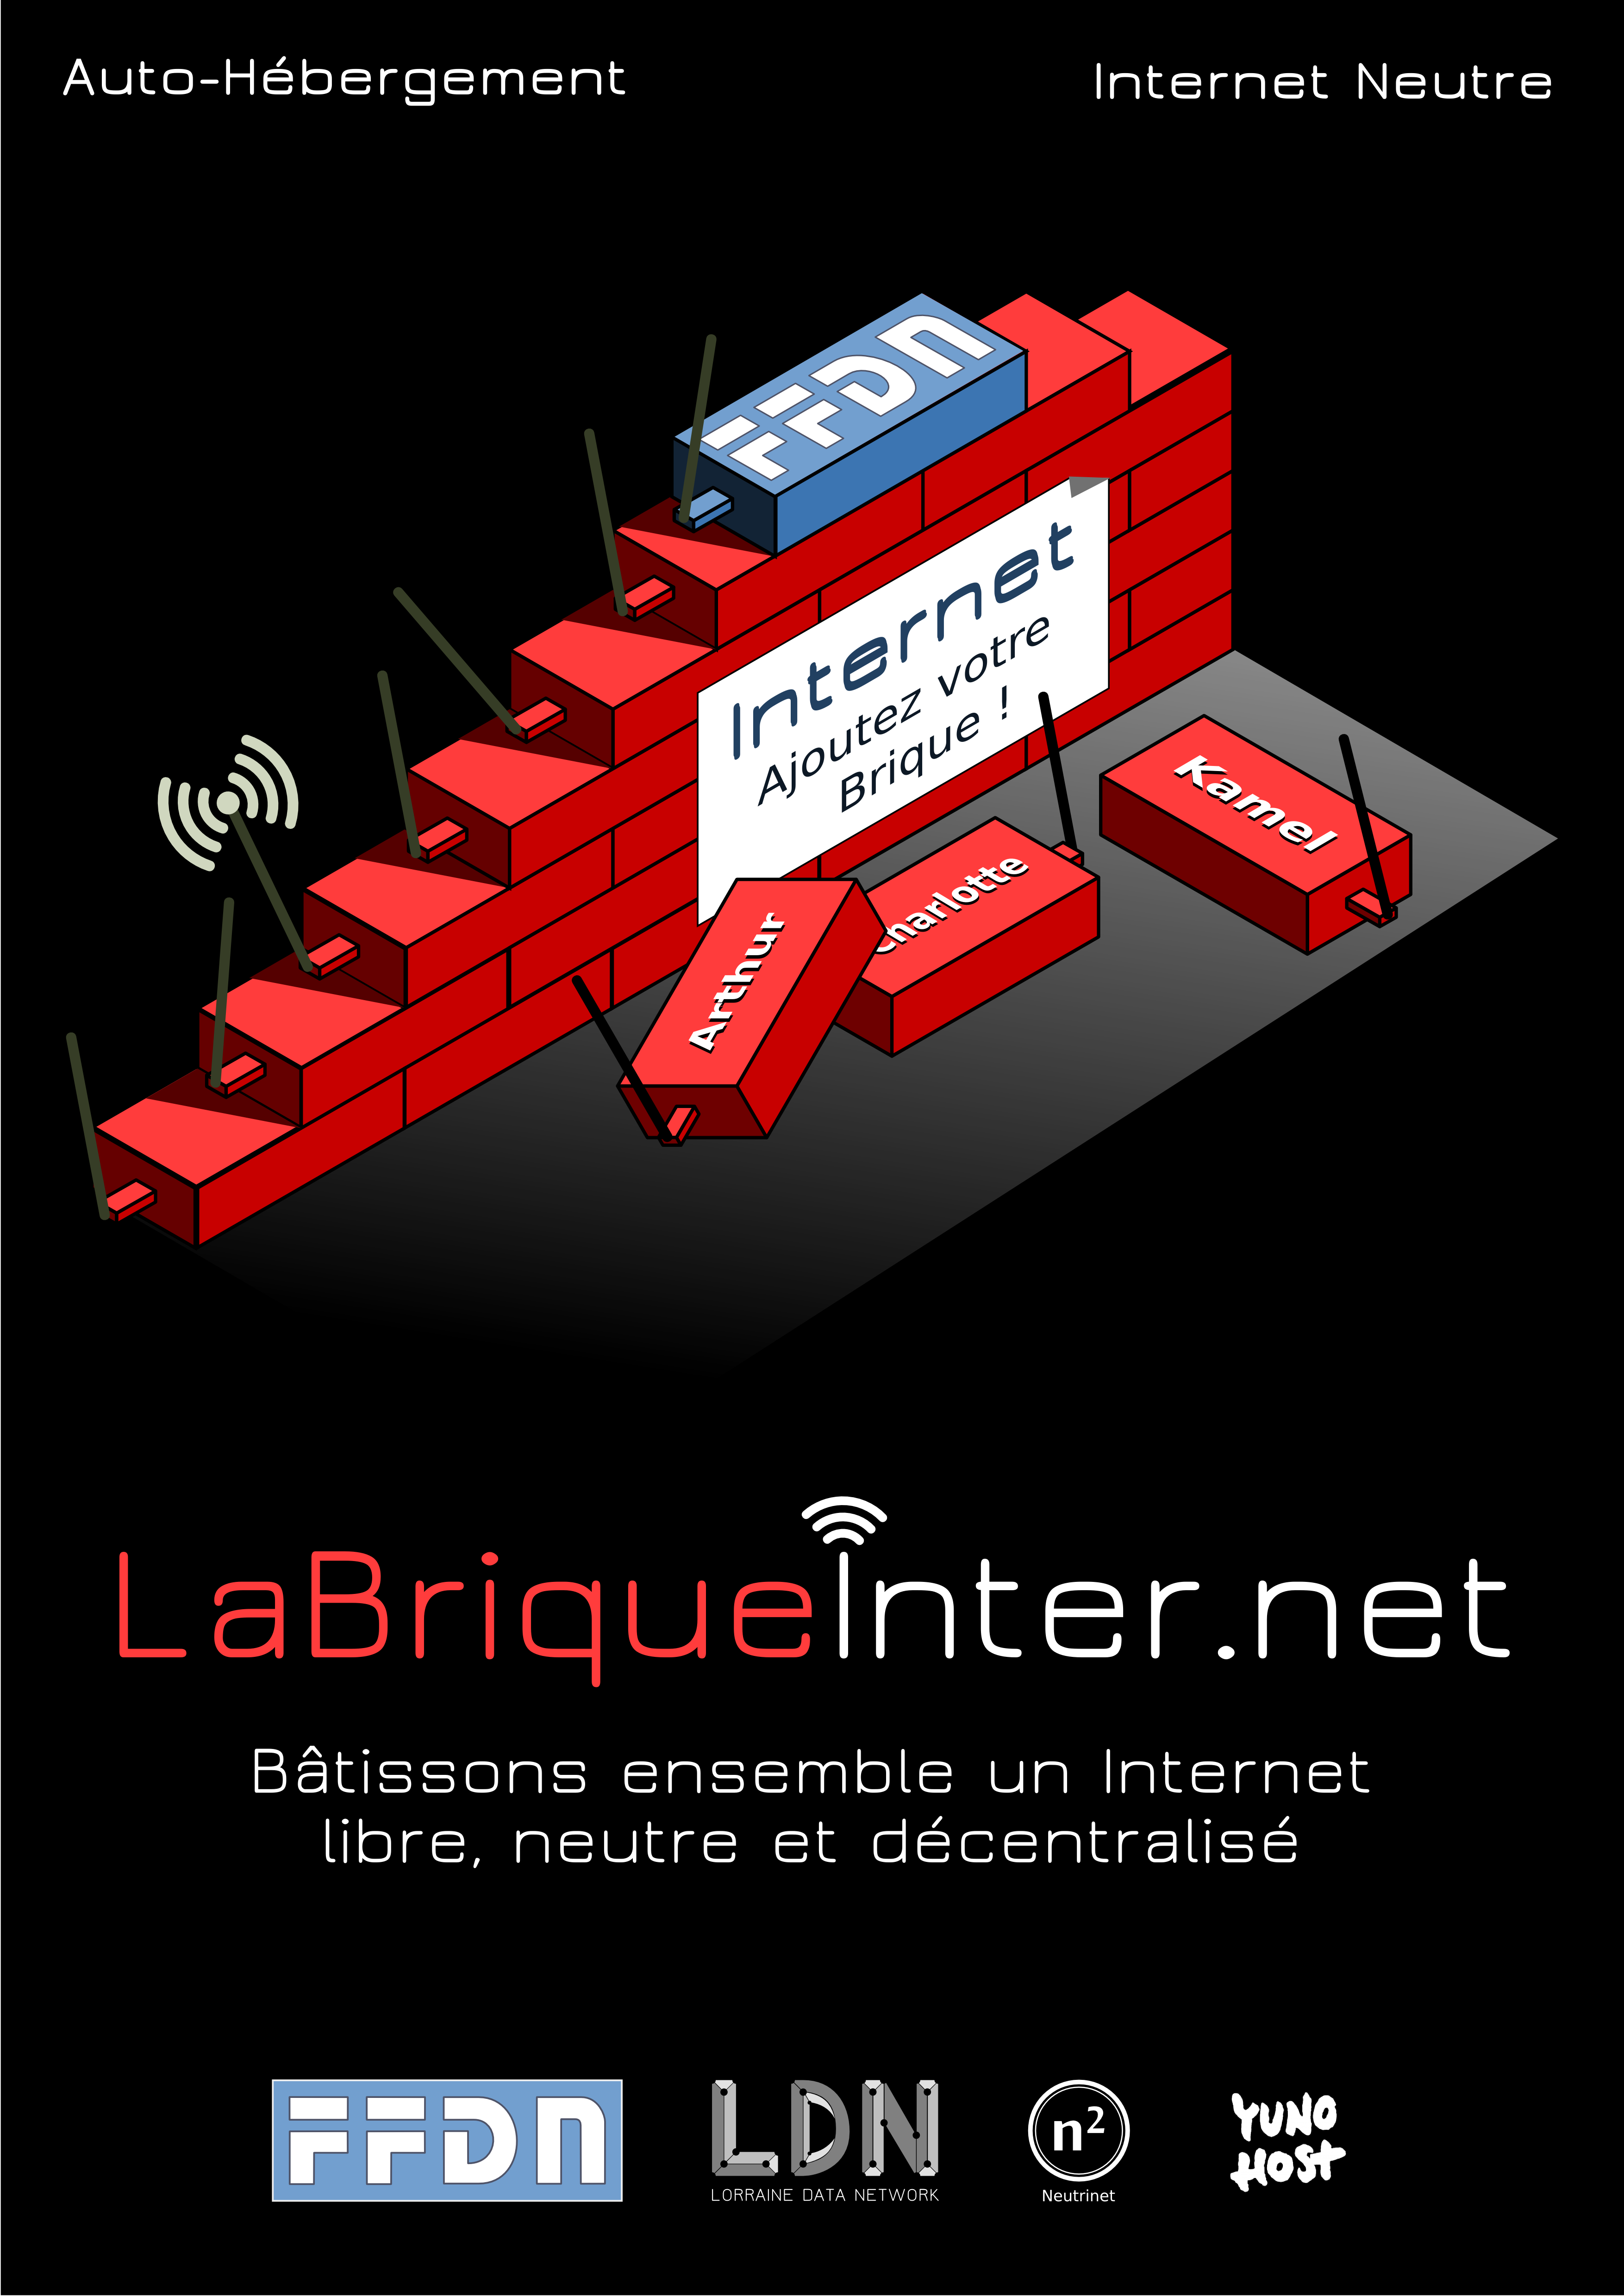 Auto-Hébergement
Internet Neutre
FFDN
Internet
Ajoutez votre
Brique !
Kamel
Charlotte
Arthur
LaBriqueInter.net
Bâtissons ensemble un Internet
libre, neutre et décentralisé
FFDN
LDN
LORRAINE DATA NETWORK
n²
Neutrinet
YUNO
HOST